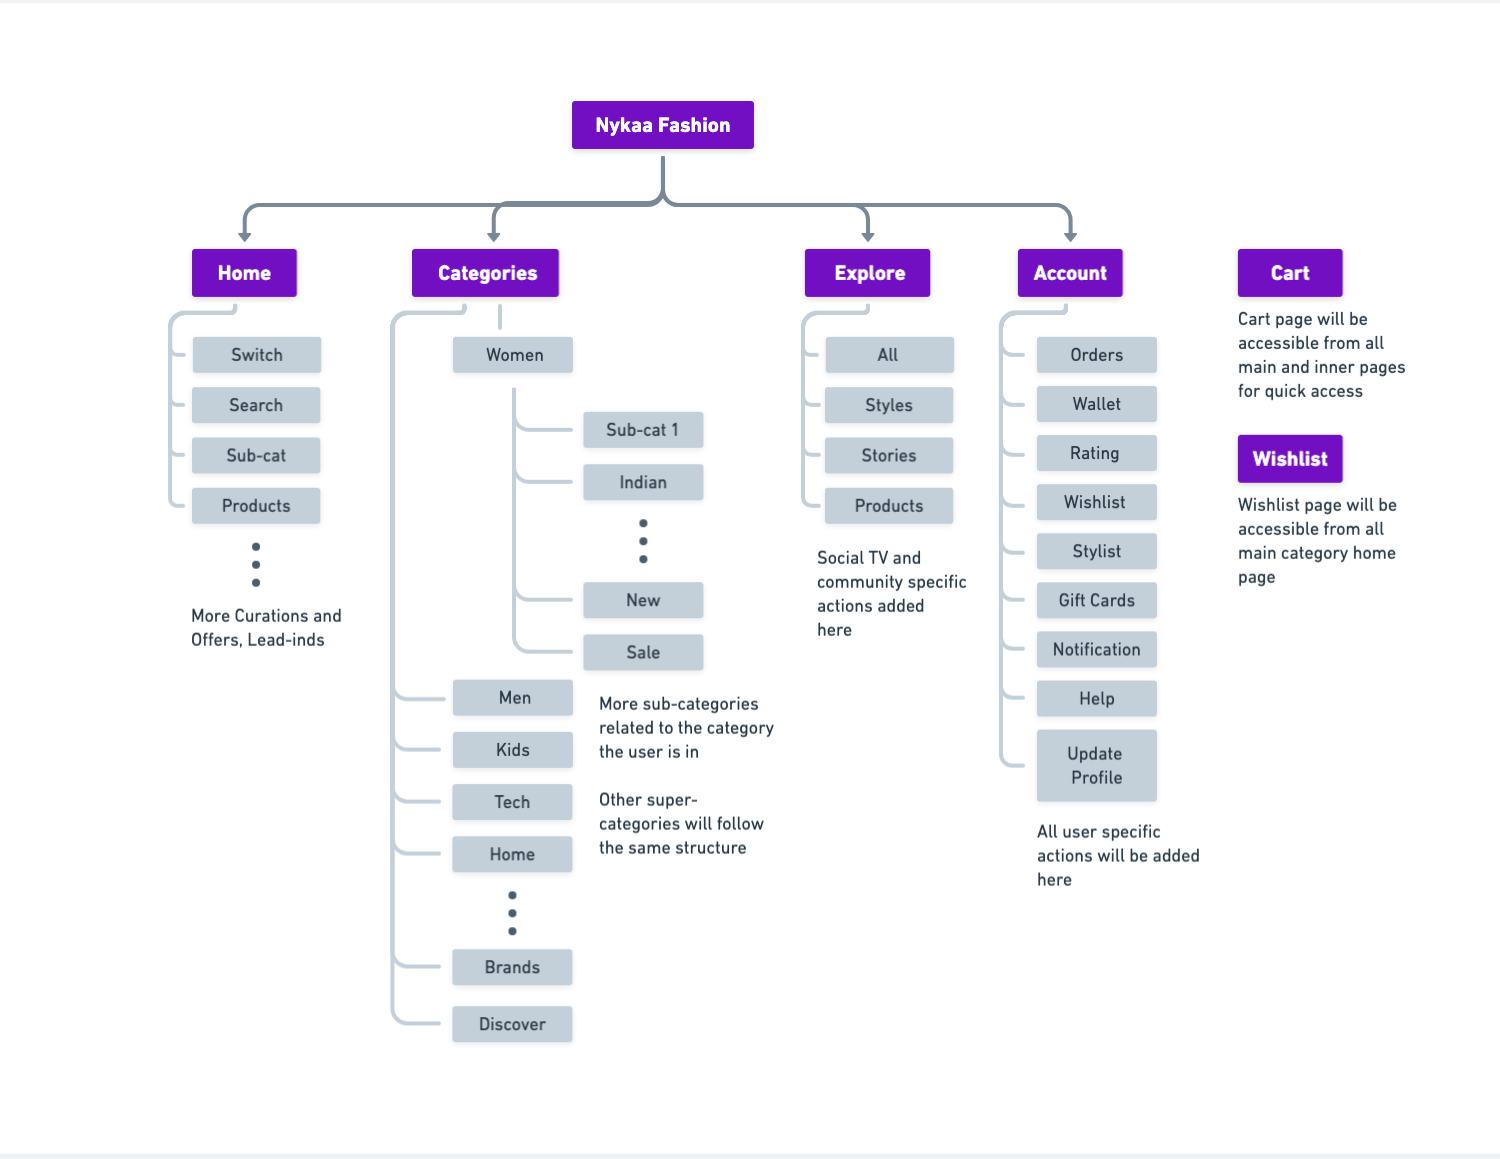 Nykaa Fashion
Home
Switch
Search
Sub-cat
Products
More Curations and
Offers, Lead-inds
Categories
Women
Sub-cat 1
Indian
New
Sale
Men
Kids
Tech
Home
Brands
Discover
More sub-categories
related to the category
the user is in
Other super-
categories will follow
the same structure
Explore
All
Styles
Stories
Products
Social TV and
community specific
actions added
here
Account
Orders
Wallet
Rating
Wishlist
Stylist
Gift Cards
Notification
Help
Update
Profile
All user specific
actions will be added
here
Cart
Cart page will be
accessible from all
main and inner pages
for quick access
Wishlist
Wishlist page will be
accessible from all
main category home
page